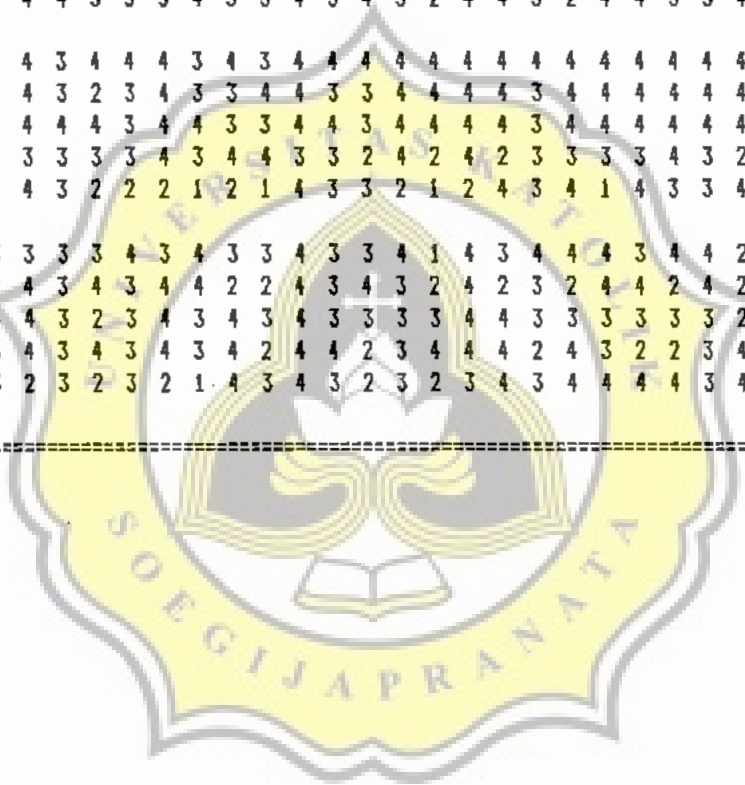 4 3 4 4 4 3 4 3 4 4 4 4 4 4 4 4 4 4 4 4 4 4
4 3 2 3 4 3 3 4 4 3 3 4 4 4 4 3 4 4 4 4 4 4
4 4 4 3 4 4 3 3 4 4 3 4 4 4 4 3 4 4 4 4 4 4
3 3 3 3 4 3 4 4 3 3 2 4 2 4 2 3 3 3 3 4 3 2
4 3 2 2 2 1 2 1 4 3 3 2 1 2 4 3 4 1 4 3 3 4
3 3 3 4 3 4 3 3 4 3 3 4 1 4 3 4 4 4 3 4 4 2
4 3 4 3 4 4 2 2 4 3 4 3 2 4 2 3 2 4 4 2 4 2
4 3 2 3 4 3 4 3 4 3 3 3 3 4 4 3 3 3 3 3 3 2
4 3 4 3 4 3 4 2 4 4 2 3 4 4 4 2 4 3 2 2 3 4
2 3 2 3 2 1 4 3 4 3 2 3 2 3 4 3 4 4 4 4 3 4
UNIVERSITAS KATOLIK
SOEGIJAPRANATA